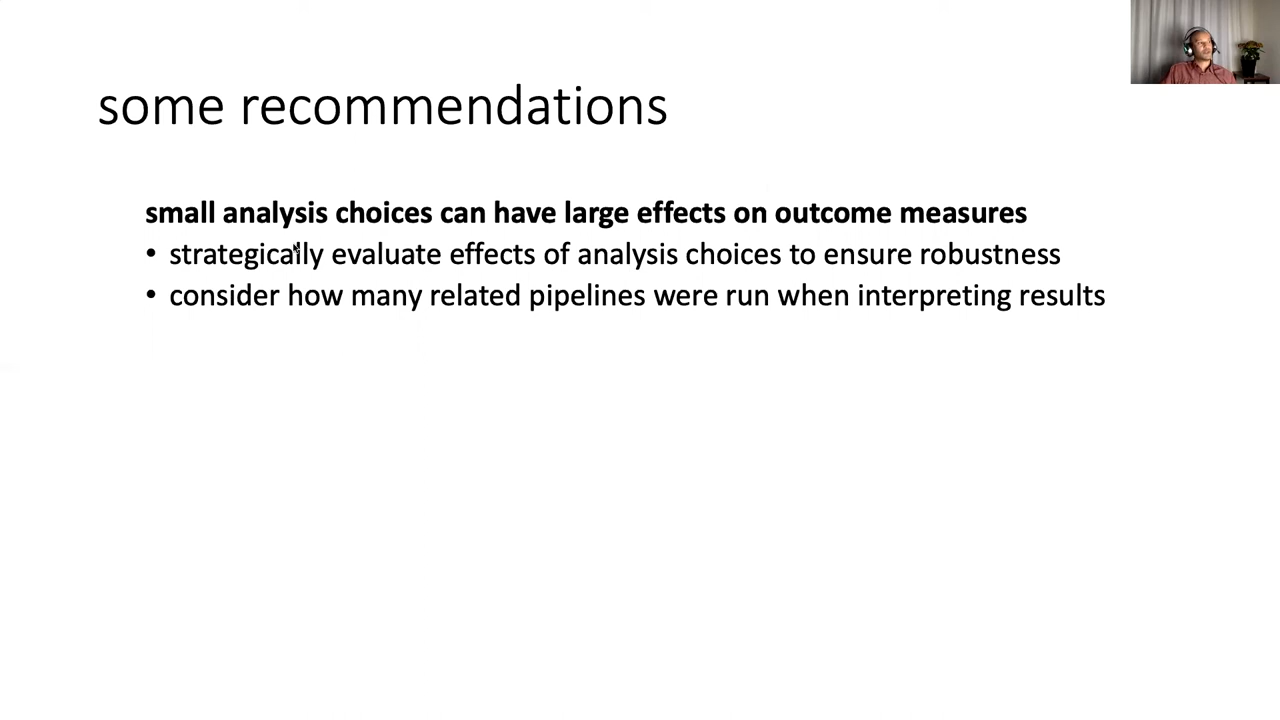 some recommendations
small analysis choices can have large effects on outcome measures
• strategically evaluate effects of analysis choices to ensure robustness
• consider how many related pipelines were run when interpreting results